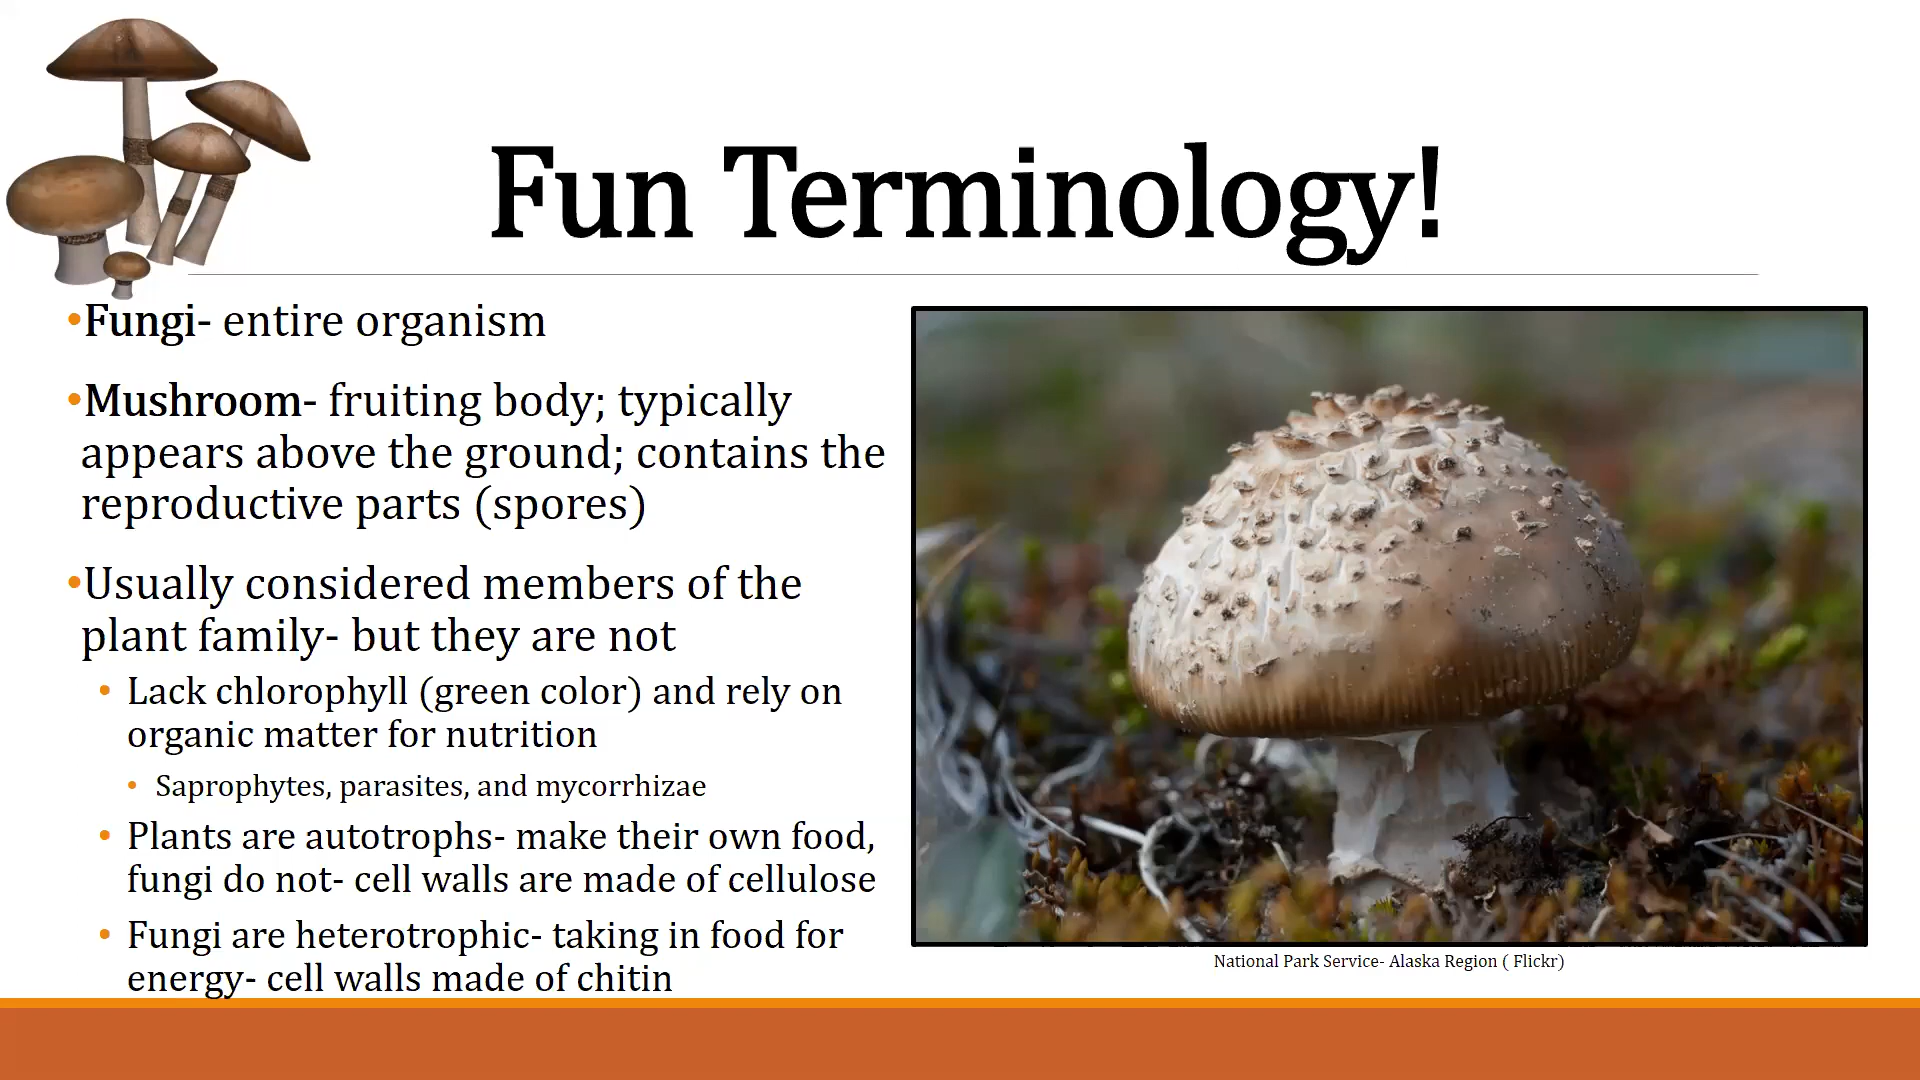 Fun Terminology!
•Fungi- entire organism
•Mushroom- fruiting body; typically
appears above the ground; contains the
reproductive parts (spores)
•Usually considered members of the
plant family- but they are not
• Lack chlorophyll (green color) and rely on
organic matter for nutrition
• Saprophytes, parasites, and mycorrhizae
• Plants are autotrophs- make their own food,
fungi do not- cell walls are made of cellulose
• Fungi are heterotrophic- taking in food for
energy- cell walls made of chitin
National Park Service- Alaska Region ( Flickr)